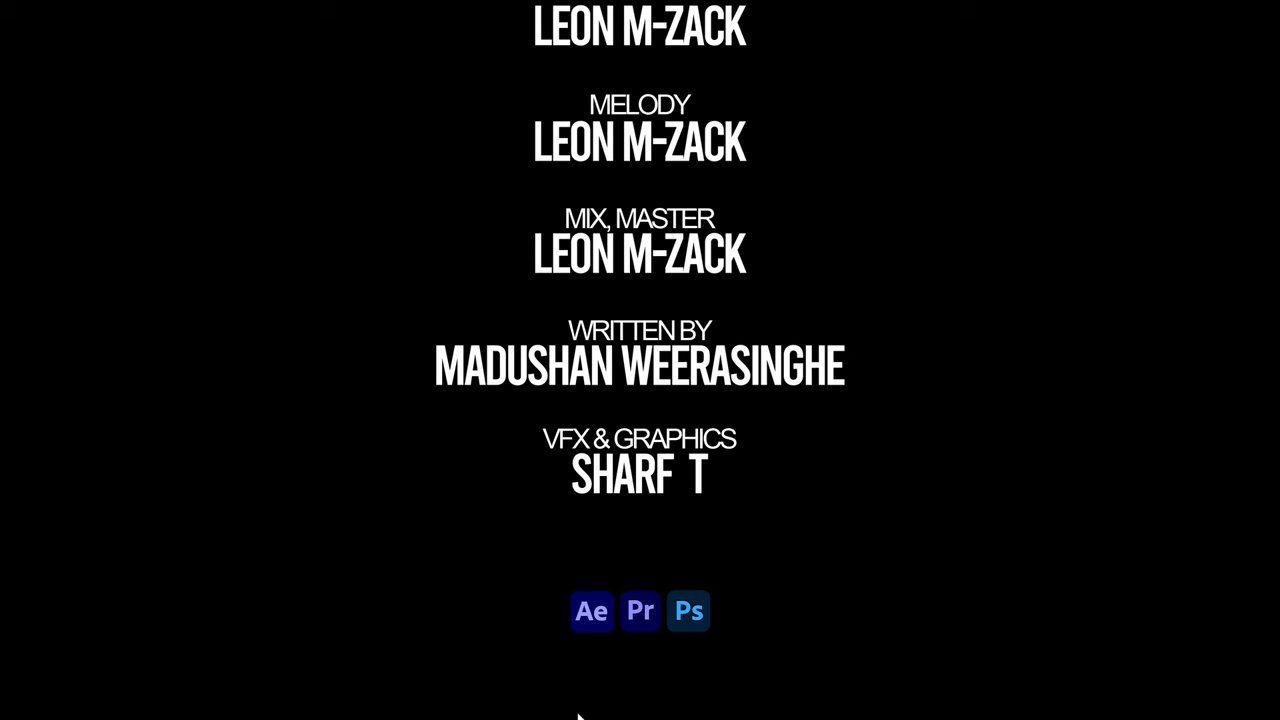 LEON M-ZACK
MELODY
LEON M-ZACK
MIX, MASTER
LEON M-ZACK
WRITTEN BY
MADUSHAN WEERASINGHE
VFX & GRAPHICS
SHARF T
Ae Pr Ps